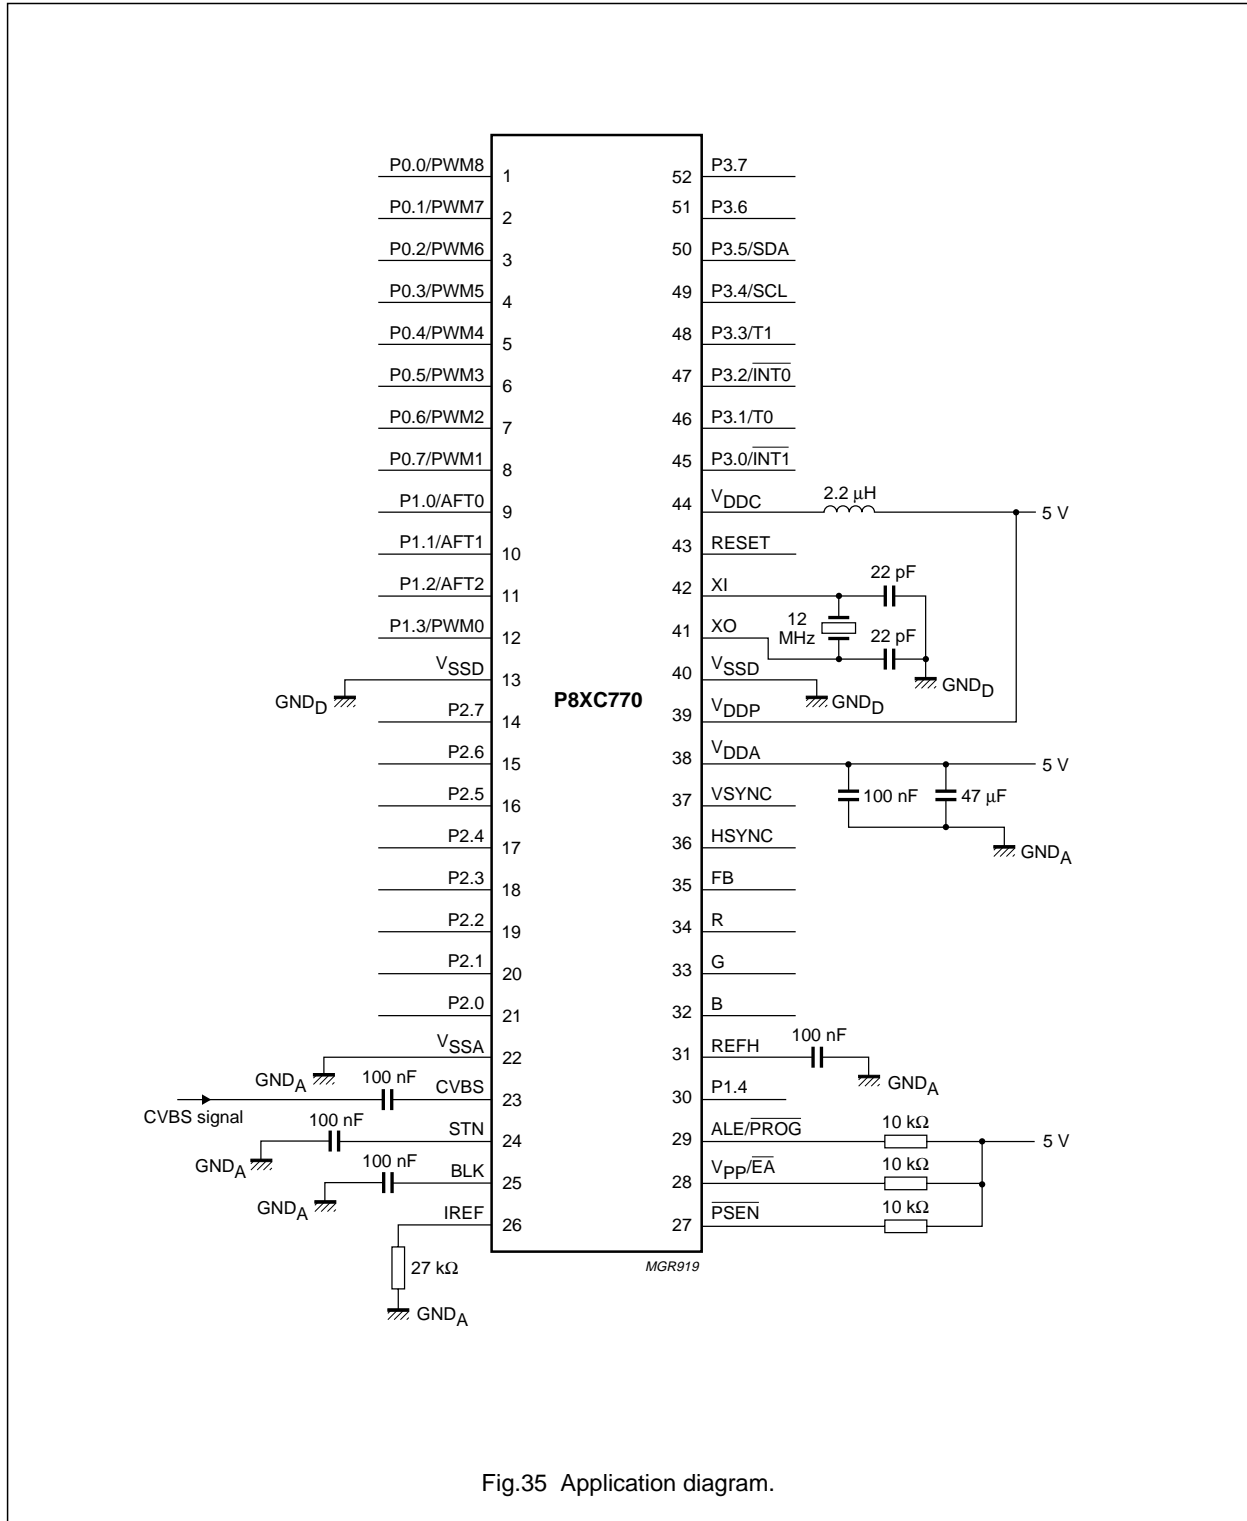 P0.0/PWM8 1
P0.1/PWM7 2
P0.2/PWM6 3
P0.3/PWM5 4
P0.4/PWM4 5
P0.5/PWM3 6
P0.6/PWM2 7
P0.7/PWM1 8
P1.0/AFT0 9
P1.1/AFT1 10
P1.2/AFT2 11
P1.3/PWM0 12
VSSD 13
GNDD
P2.7 14
P2.6 15
P2.5 16
P2.4 17
P2.3 18
P2.2 19
P2.1 20
P2.0 21
VSSA 22
GNDA
100 nF CVBS 23
CVBS signal
100 nF STN 24
GNDA
100 nF BLK 25
GNDA
IREF 26
27 kΩ
GNDA
P8XC770
52 P3.7
51 P3.6
50 P3.5/SDA
49 P3.4/SCL
48 P3.3/T1
47 P3.2/INT0
46 P3.1/T0
45 P3.0/INT1
44 VDDC 2.2 μH 5 V
43 RESET
42 XI 22 pF
12
MHz
41 XO 22 pF
GNDD
40 VSSD
GNDD
39 VDDP
38 VDDA 5 V
100 nF 47 μF
GNDA
37 VSYNC
36 HSYNC
35 FB
34 R
33 G
32 B
31 REFH 100 nF
GNDA
30 P1.4
29 ALE/PROG 10 kΩ 5 V
28 VPP/EA 10 kΩ
27 PSEN 10 kΩ
MGR919
Fig.35 Application diagram.